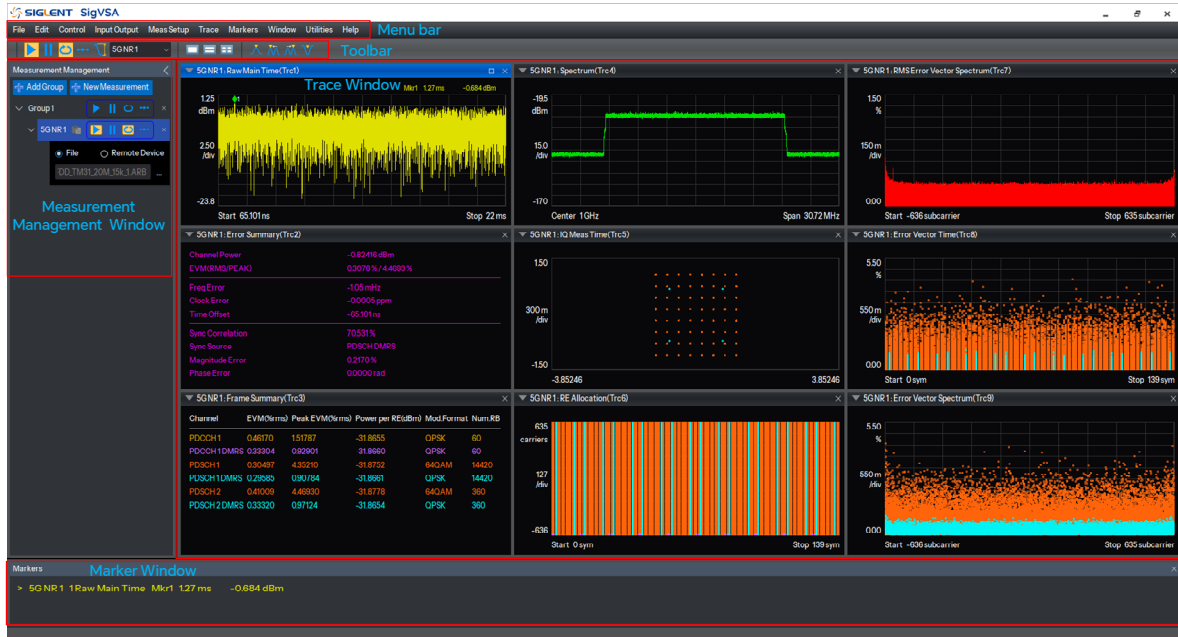 SIGLENT SigVSA
File Edit Control Input Output Meas Setup Trace Markers Window Utilities Help Menu bar
5G NR 1 Toolbar
Measurement Management
Add Group New Measurement
Group1
5G NR 1
File Remote Device
Measurement
Management Window
5G NR 1: Raw Main Time(Trc1)
Trace Window Mkr1 1.27 ms -0.684 dBm
1.25
dBm
1
2.50
/div
-23.8
Start 65.101 ns Stop 22 ms
5G NR 1: Spectrum(Trc4)
-19.5
dBm
15.0
/div
-170
Center 1 GHz Span 30.72 MHz
5G NR 1: RMS Error Vector Spectrum(Trc7)
1.50
%
150 m
/div
0.00
Start -636 subcarrier Stop 635 subcarrier
5G NR 1: Error Summary(Trc2)
Channel Power -0.82416 dBm
EVM(RMS/PEAK) 0.3076 % / 4.4693 %
Freq Error -1.05 mHz
Clock Error -0.0005 ppm
Time Offset -65.101 ns
Sync Correlation 70.531 %
Sync Source PDSCH DMRS
Magnitude Error 0.2170 %
Phase Error 0.0000 rad
5G NR 1: IQ Meas Time(Trc5)
1.50
300 m
/div
-1.50
-3.85246 3.85246
5G NR 1: Error Vector Time(Trc8)
5.50
%
550 m
/div
0.00
Start 0 sym Stop 139 sym
5G NR 1: Frame Summary(Trc3)
Channel EVM(%rms) Peak EVM(%rms) Power per RE(dBm) Mod.Format Num.RB
PDCCH 1 0.46170 1.51787 -31.8655 QPSK 60
PDCCH 1 DMRS 0.33304 0.92901 -31.8660 QPSK 60
PDSCH 1 0.30497 4.35210 -31.8752 64QAM 14420
PDSCH 1 DMRS 0.29585 0.90784 -31.8661 QPSK 14420
PDSCH 2 0.41009 4.46930 -31.8778 64QAM 360
PDSCH 2 DMRS 0.33320 0.97124 -31.8654 QPSK 360
5G NR 1: RE Allocation(Trc6)
635
carriers
127
/div
-636
Start 0 sym Stop 139 sym
5G NR 1: Error Vector Spectrum(Trc9)
5.50
%
550 m
/div
0.00
Start -636 subcarrier Stop 635 subcarrier
Markers Marker Window
> 5G NR 1 1 Raw Main Time Mkr1 1.27 ms -0.684 dBm